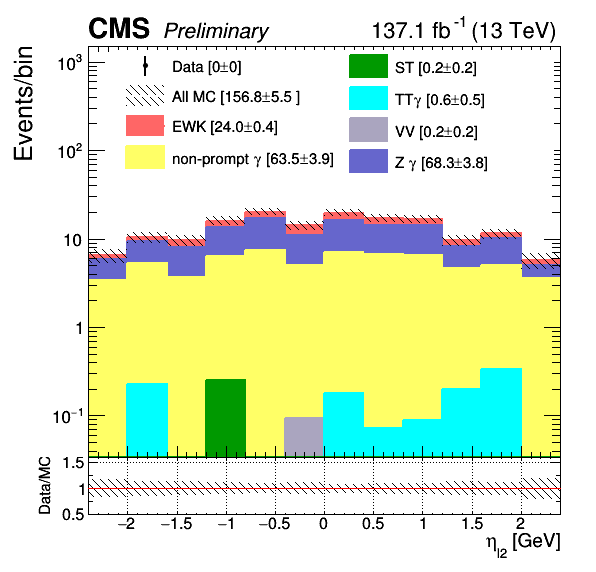 CMS Preliminary 137.1 fb⁻¹ (13 TeV)
Events/bin
10³
10²
10
1
10⁻¹
Data [0±0]
All MC [156.8±5.5 ]
EWK [24.0±0.4]
non-prompt γ [63.5±3.9]
ST [0.2±0.2]
TTγ [0.6±0.5]
VV [0.2±0.2]
Z γ [68.3±3.8]
Data/MC
1.5
1
0.5
−2 −1.5 −1 −0.5 0 0.5 1 1.5 2
η_l2 [GeV]